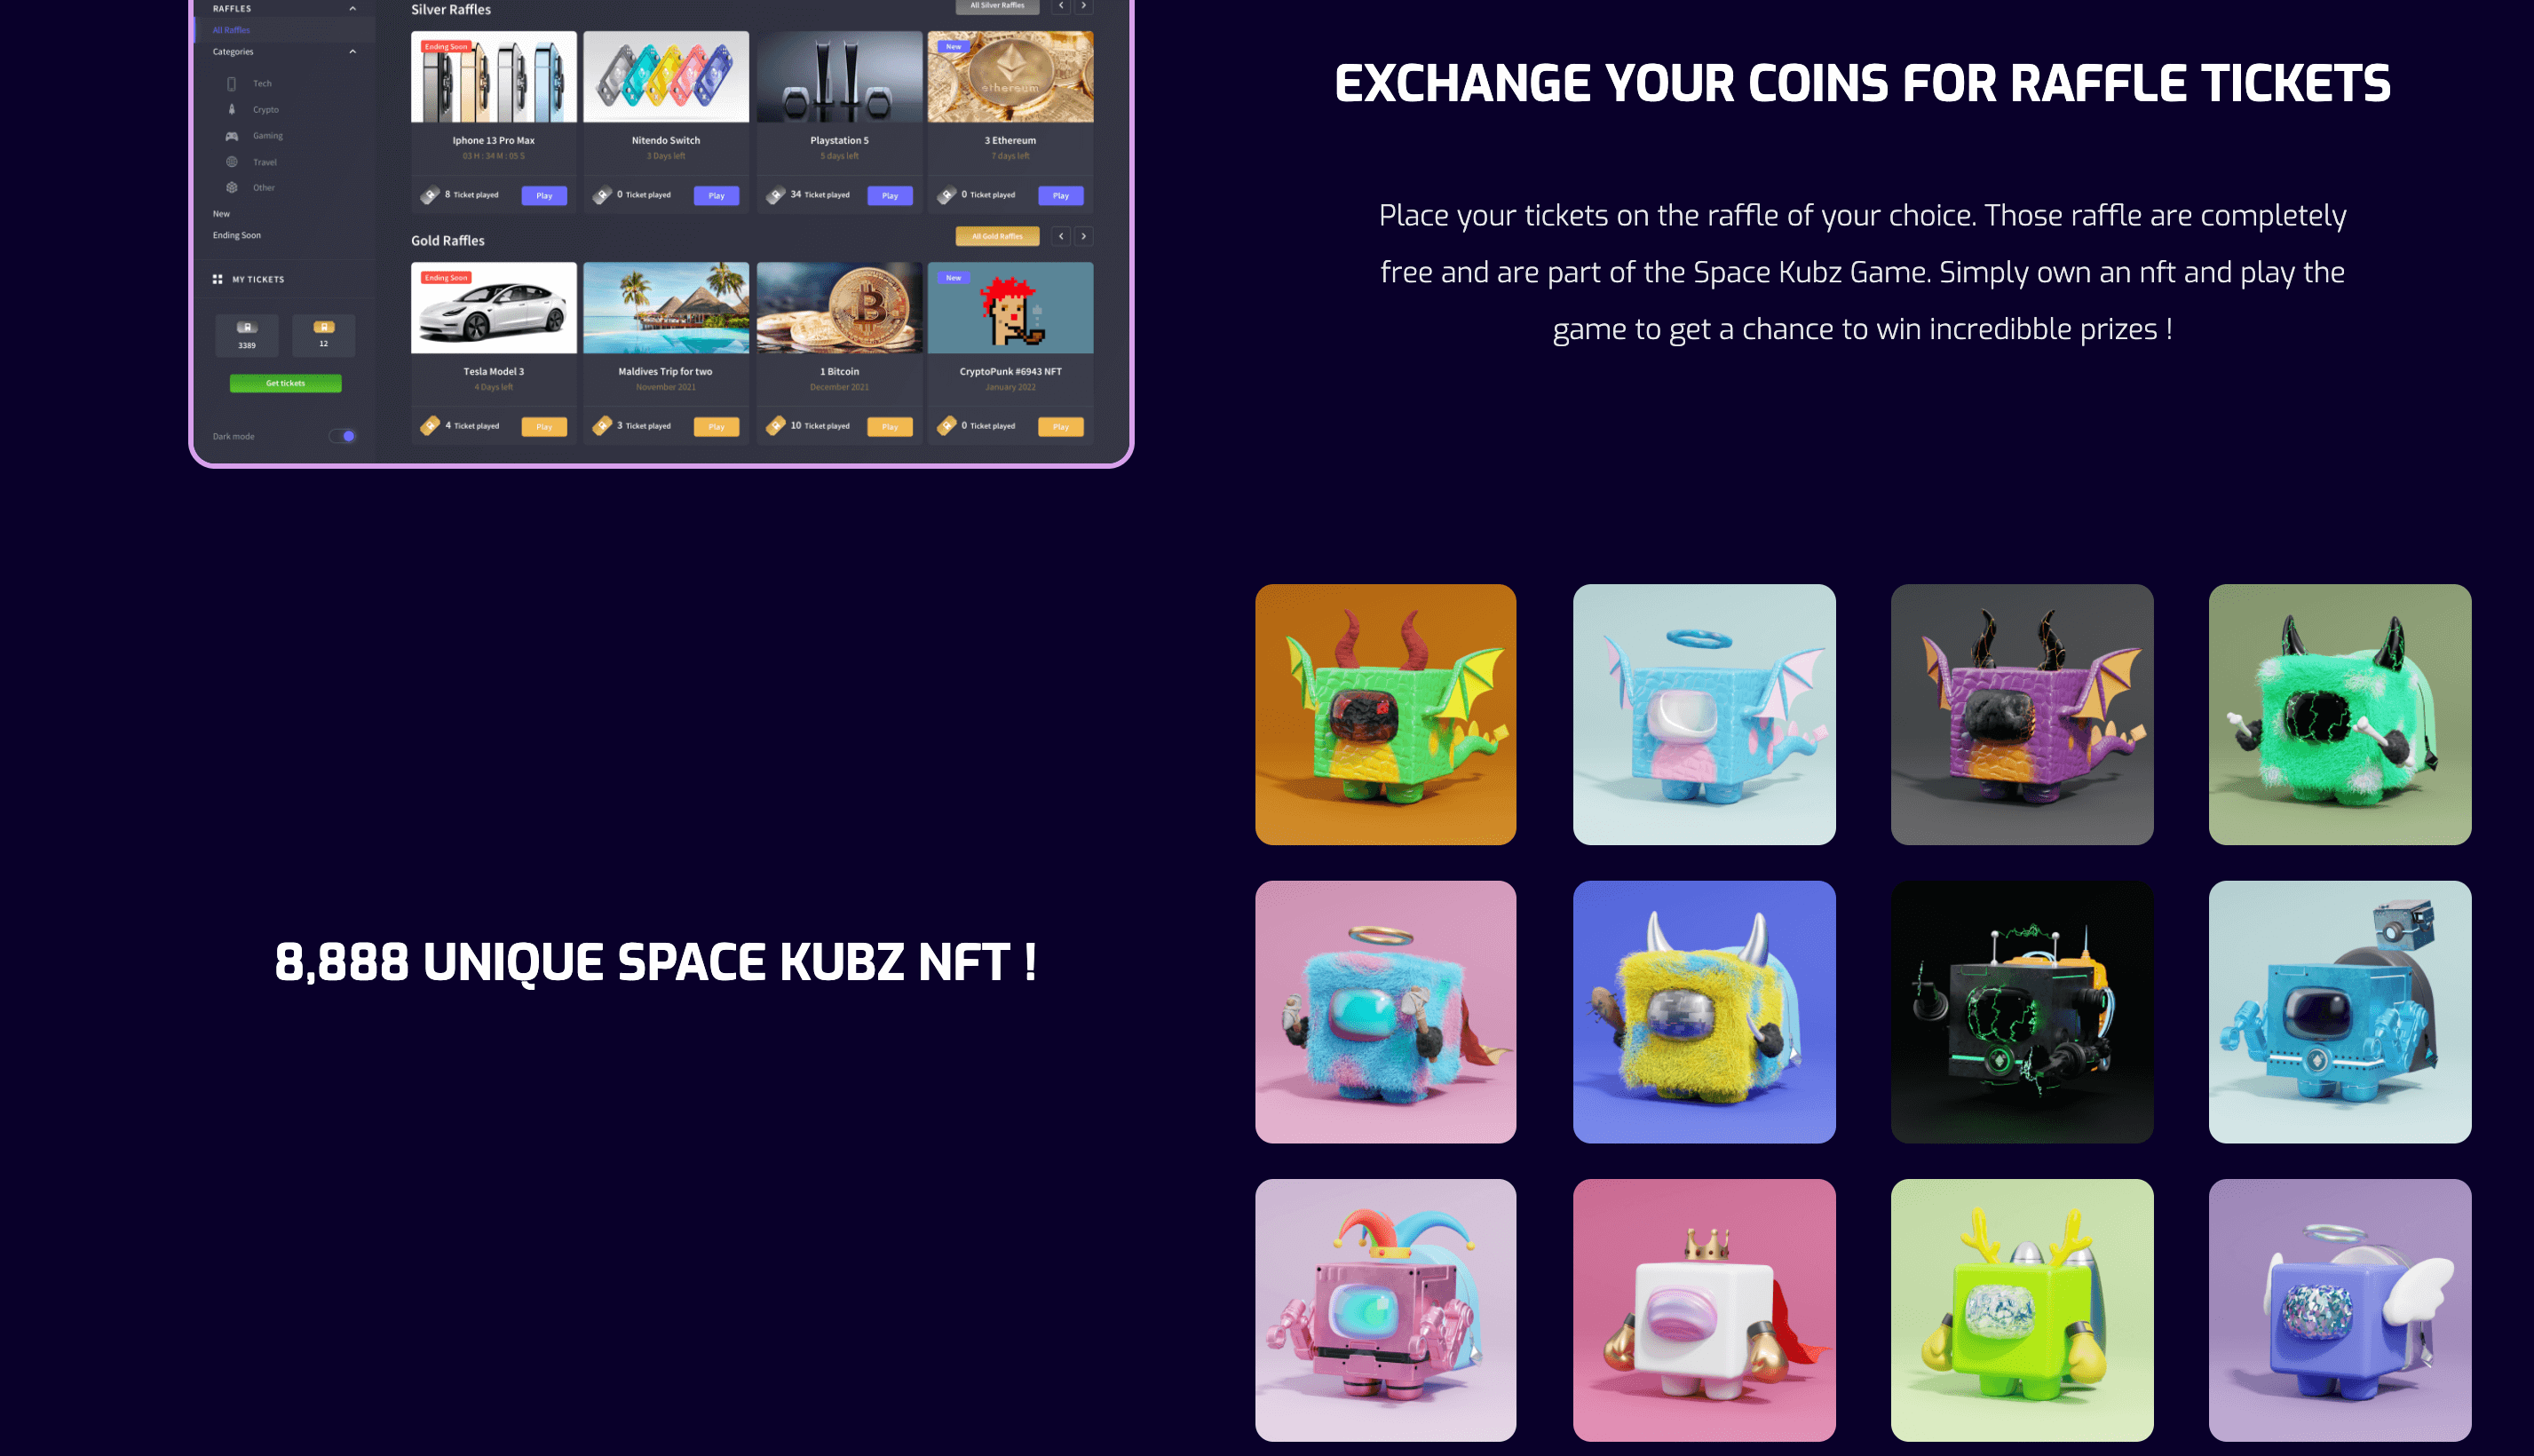 RAFFLES
All Raffles
Categories
Tech
Crypto
Gaming
Travel
Other
New
Ending Soon
MY TICKETS
3389
12
Get tickets
Dark mode
Silver Raffles
All Silver Raffles
Ending Soon
Iphone 13 Pro Max
03 H : 34 M : 05 S
8 Ticket played
Play
Nitendo Switch
3 Days left
0 Ticket played
Play
Playstation 5
5 days left
34 Ticket played
Play
New
ethereum
3 Ethereum
7 days left
0 Ticket played
Play
Gold Raffles
All Gold Raffles
Ending Soon
Tesla Model 3
4 Days left
4 Ticket played
Play
Maldives Trip for two
November 2021
3 Ticket played
Play
1 Bitcoin
December 2021
10 Ticket played
Play
New
CryptoPunk #6943 NFT
January 2022
0 Ticket played
Play
EXCHANGE YOUR COINS FOR RAFFLE TICKETS
Place your tickets on the raffle of your choice. Those raffle are completely
free and are part of the Space Kubz Game. Simply own an nft and play the
game to get a chance to win incredibble prizes !
8,888 UNIQUE SPACE KUBZ NFT !